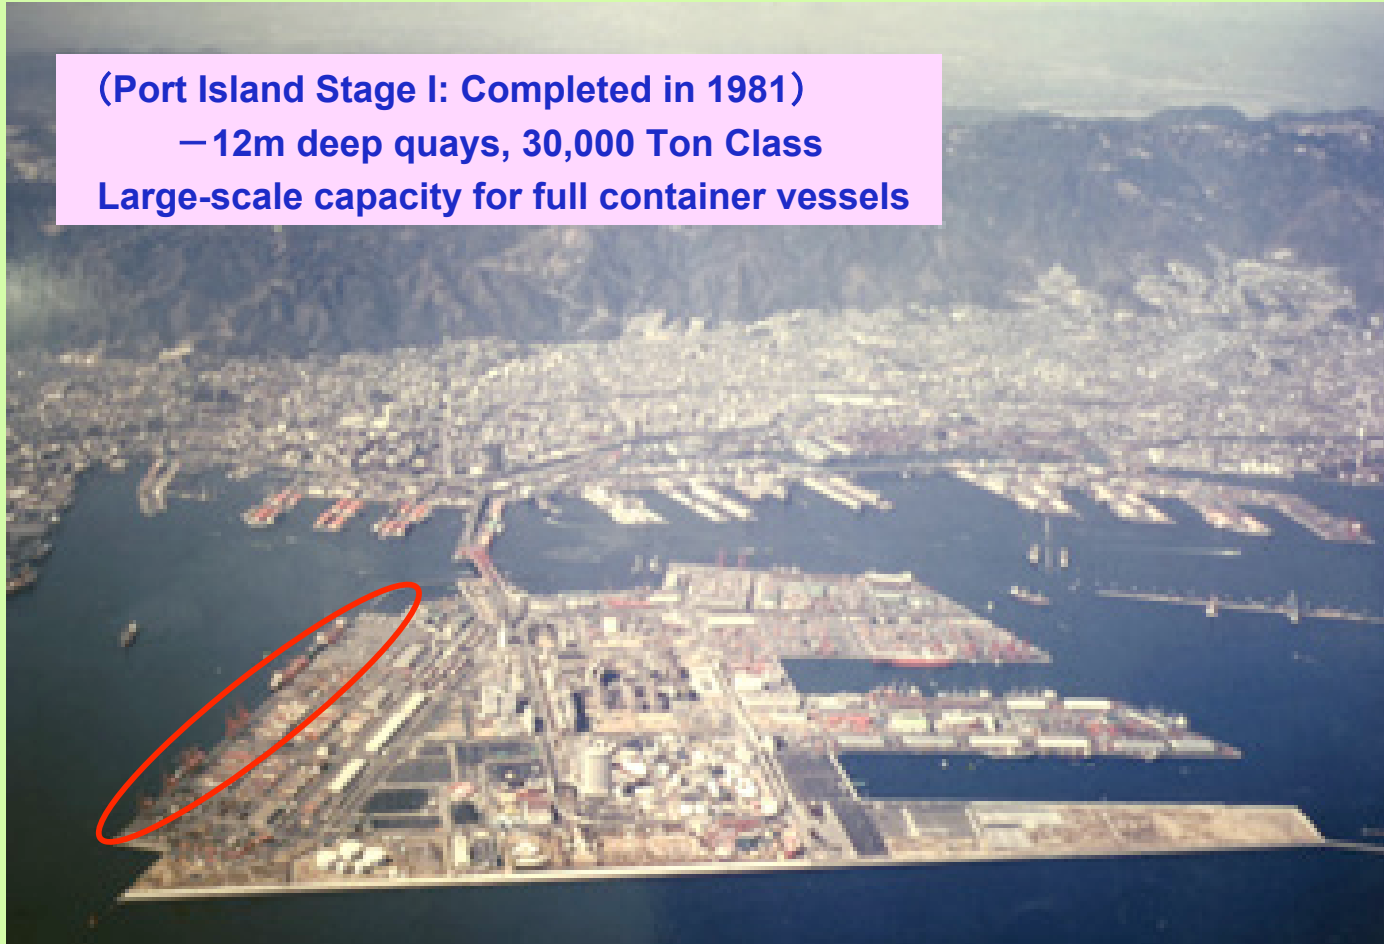 （Port Island Stage I: Completed in 1981）
－12m deep quays, 30,000 Ton Class
Large-scale capacity for full container vessels